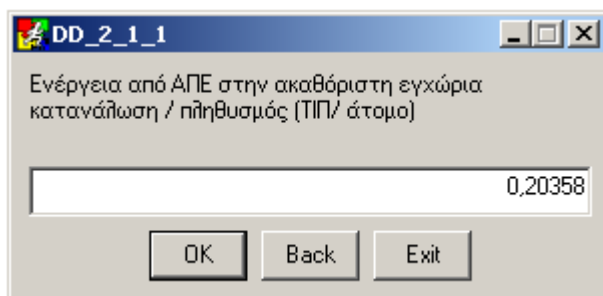 DD_2_1_1
Ενέργεια από ΑΠΕ στην ακαθόριστη εγχώρια
κατανάλωση / πληθυσμός (ΤΙΠ/ άτομο)
0,20358
OK Back Exit